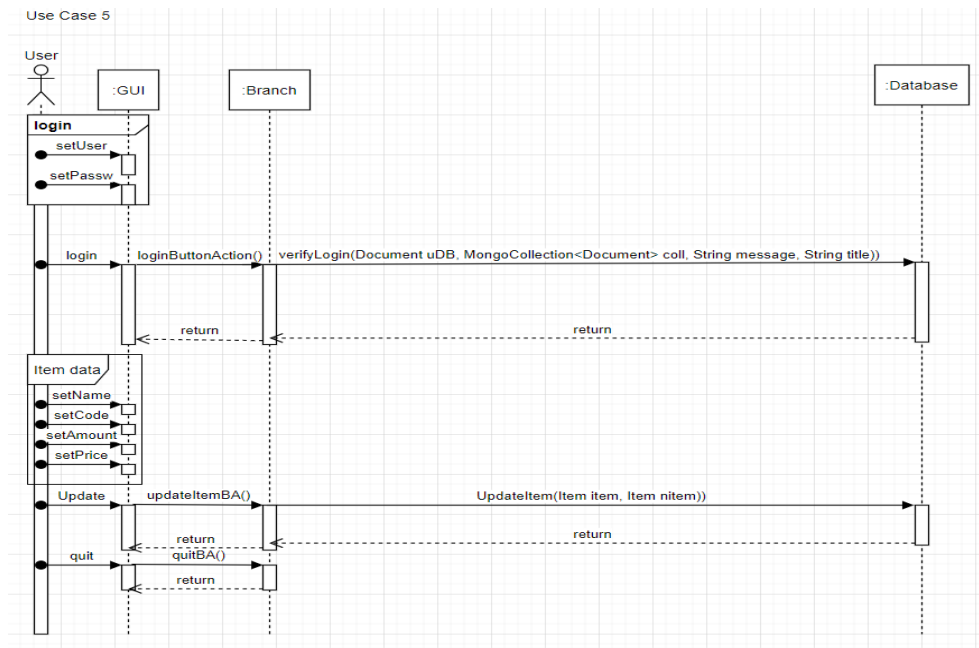 Use Case 5
User
:GUI
:Branch
:Database
login
setUser
setPassw
login
loginButtonAction()
verifyLogin(Document uDB, MongoCollection<Document> coll, String message, String title))
return
return
Item data
setName
setCode
setAmount
setPrice
Update
updateItemBA()
UpdateItem(Item item, Item nitem))
return
return
quit
quitBA()
return